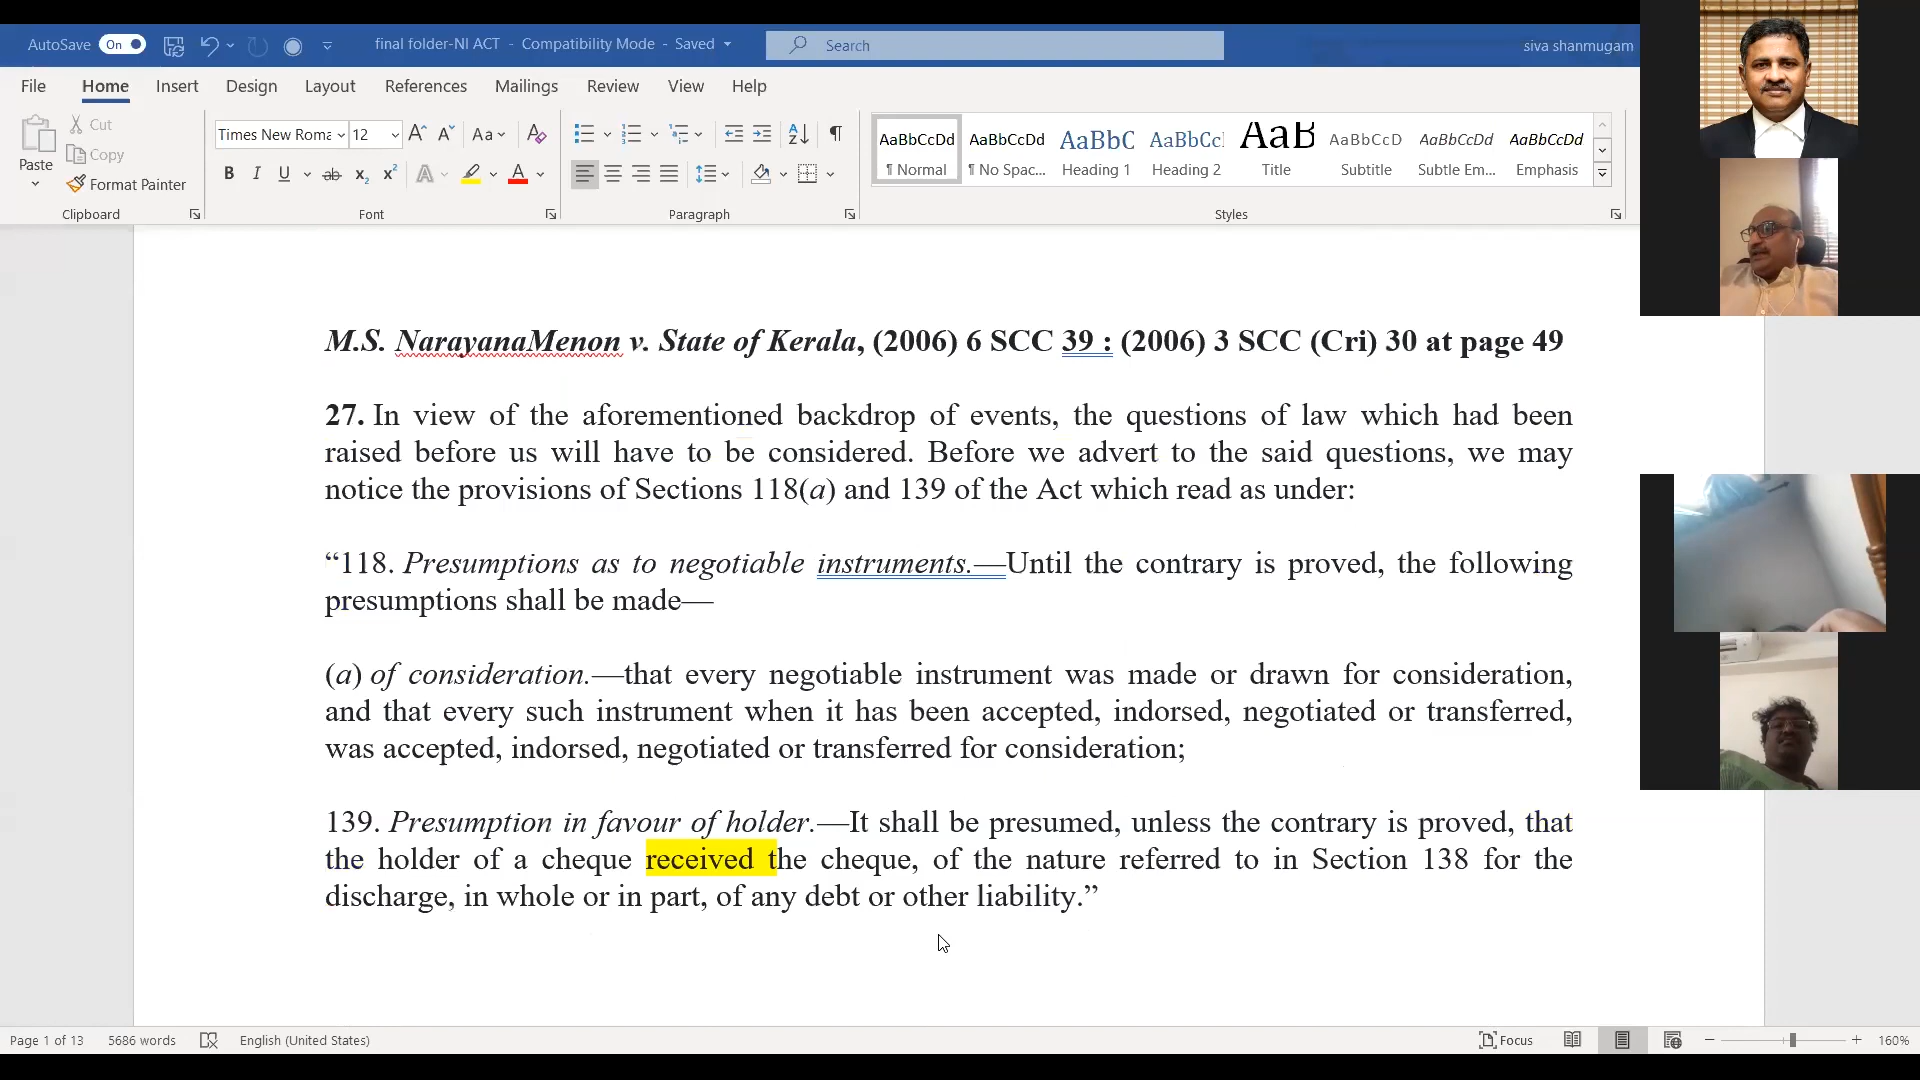 AutoSave On final folder-NI ACT - Compatibility Mode - Saved Search siva shanmugam
File Home Insert Design Layout References Mailings Review View Help
Paste Cut Copy Format Painter
Times New Roma 12
Aa
B I U ab x₂ x² A A
AaBbCcDd AaBbCcDd AaBbC AaBbCcI AaB AaBbCcD AaBbCcDd AaBbCcDd
¶ Normal ¶ No Spac... Heading 1 Heading 2 Title Subtitle Subtle Em... Emphasis
Clipboard Font Paragraph Styles
M.S. NarayanaMenon v. State of Kerala, (2006) 6 SCC 39 : (2006) 3 SCC (Cri) 30 at page 49
27. In view of the aforementioned backdrop of events, the questions of law which had been
raised before us will have to be considered. Before we advert to the said questions, we may
notice the provisions of Sections 118(a) and 139 of the Act which read as under:
“118. Presumptions as to negotiable instruments.—Until the contrary is proved, the following
presumptions shall be made—
(a) of consideration.—that every negotiable instrument was made or drawn for consideration,
and that every such instrument when it has been accepted, indorsed, negotiated or transferred,
was accepted, indorsed, negotiated or transferred for consideration;
139. Presumption in favour of holder.—It shall be presumed, unless the contrary is proved, that
the holder of a cheque received the cheque, of the nature referred to in Section 138 for the
discharge, in whole or in part, of any debt or other liability.”
Page 1 of 13 5686 words English (United States) Focus 160%